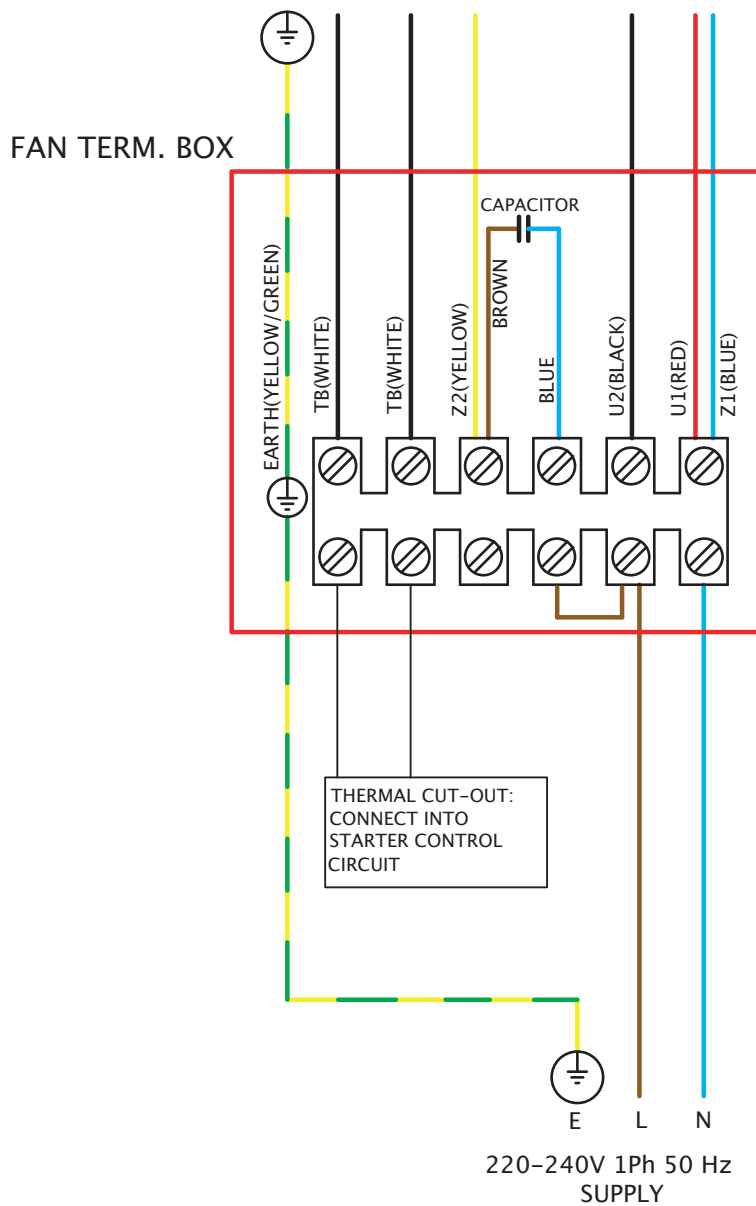 FAN TERM. BOX
CAPACITOR
EARTH(YELLOW/GREEN)
TB(WHITE)
TB(WHITE)
Z2(YELLOW)
BROWN
BLUE
U2(BLACK)
U1(RED)
Z1(BLUE)
THERMAL CUT-OUT:
CONNECT INTO
STARTER CONTROL
CIRCUIT
E L N
220-240V 1Ph 50 Hz
SUPPLY